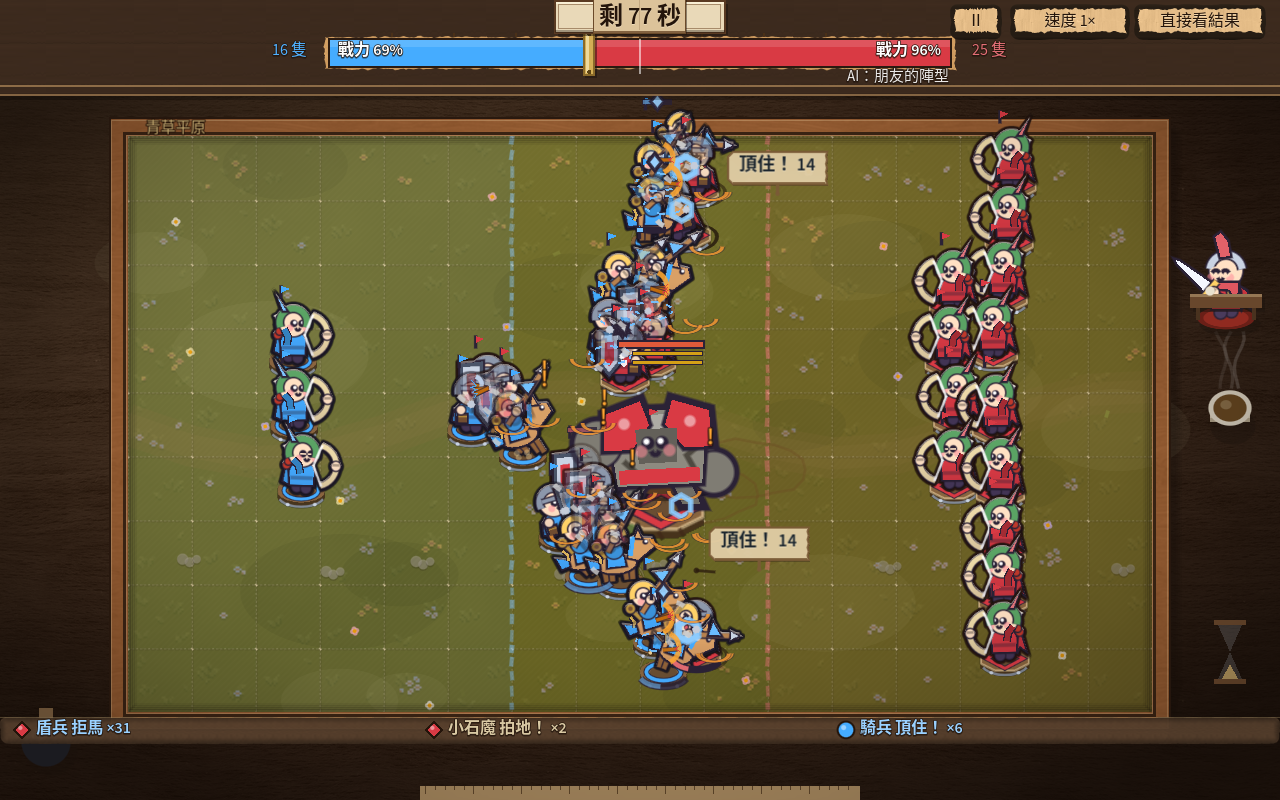 剩 77 秒
II
速度 1×
直接看結果
16 隻
戰力 69%
戰力 96%
25 隻
AI：朋友的陣型
青草平原
頂住！ 14
頂住！ 14
盾兵 拒馬 ×31
小石魔 拍地！ ×2
騎兵 頂住！ ×6